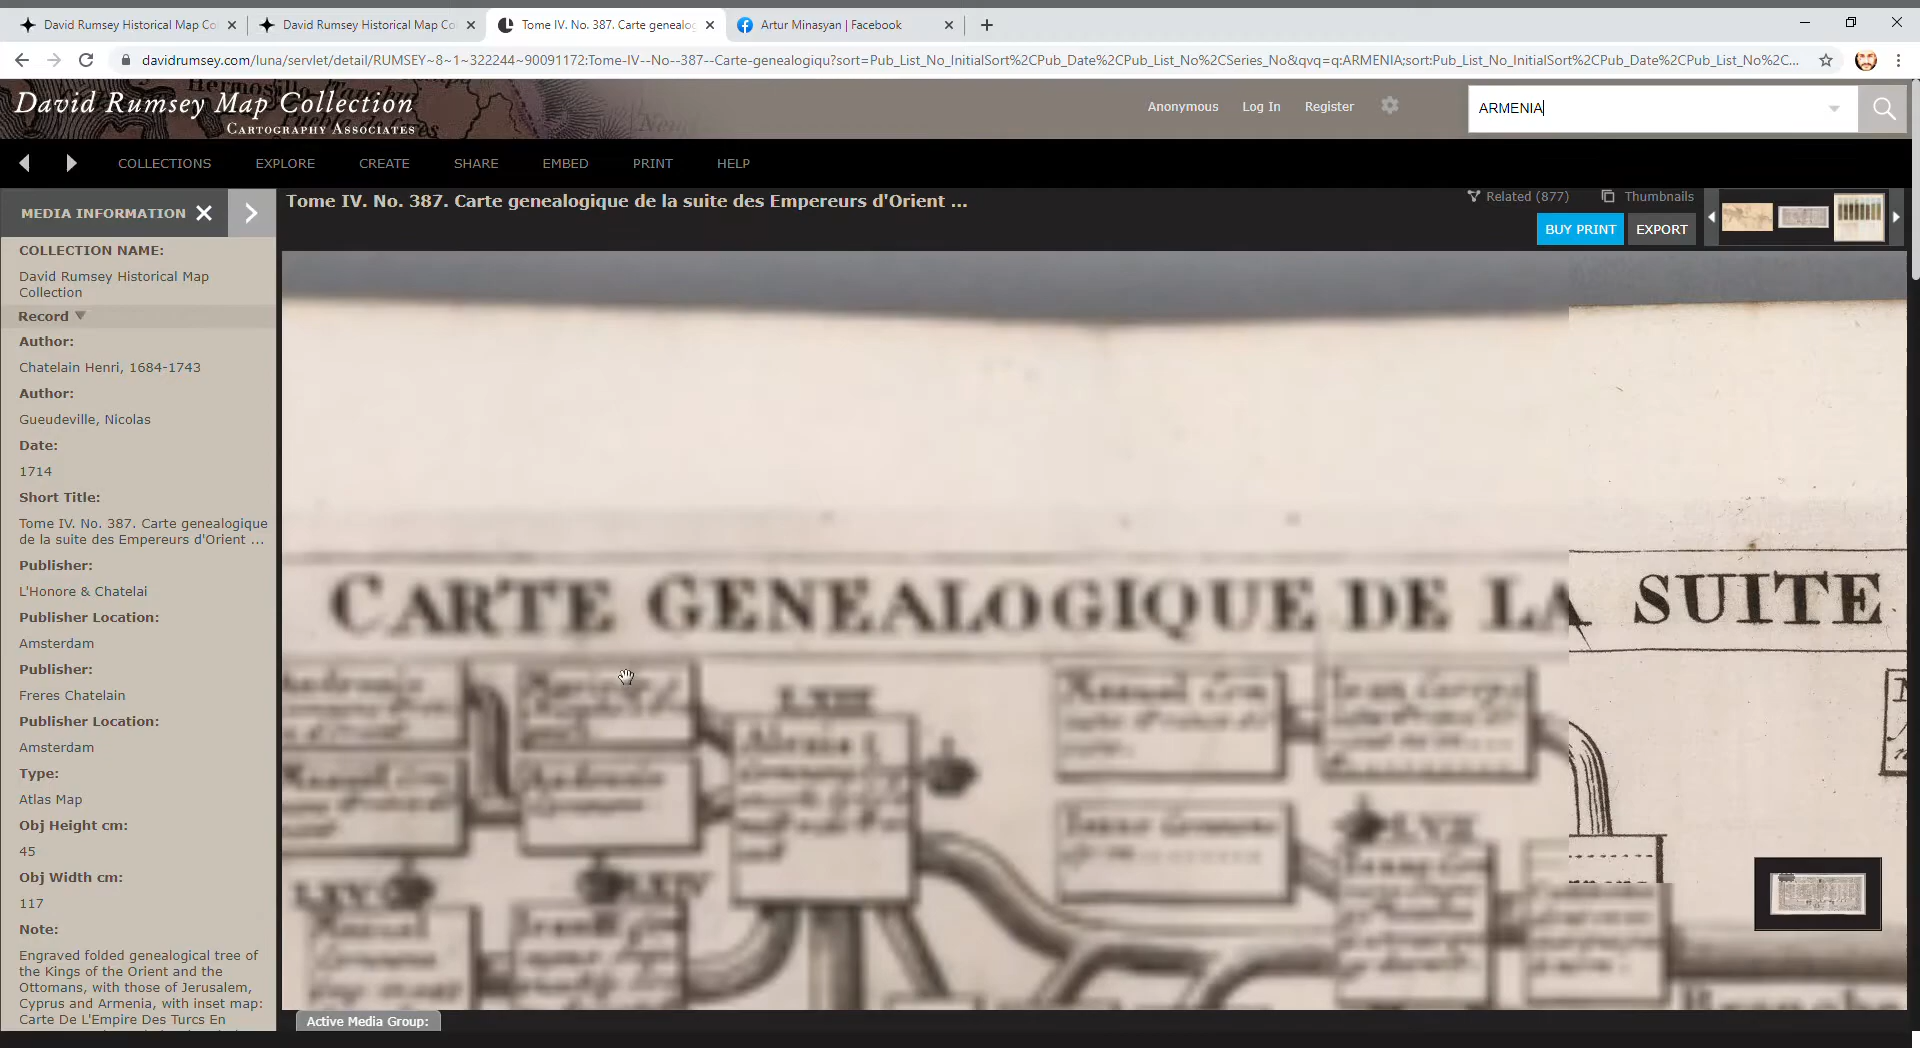 David Rumsey Historical Map Co
David Rumsey Historical Map Co
Tome IV. No. 387. Carte genealog
Artur Minasyan | Facebook
davidrumsey.com/luna/servlet/detail/RUMSEY~8~1~322244~90091172:Tome-IV--No--387--Carte-genealogiqu?sort=Pub_List_No_InitialSort%2CPub_Date%2CPub_List_No%2CSeries_No&qvq=q:ARMENIA;sort:Pub_List_No_InitialSort%2CPub_Date%2CPub_List_No%2C...
David Rumsey Map Collection
Cartography Associates
Anonymous Log In Register
ARMENIA
COLLECTIONS EXPLORE CREATE SHARE EMBED PRINT HELP
MEDIA INFORMATION
Tome IV. No. 387. Carte genealogique de la suite des Empereurs d'Orient ...
Related (877) Thumbnails
BUY PRINT EXPORT
COLLECTION NAME:
David Rumsey Historical Map
Collection
Record
Author:
Chatelain Henri, 1684-1743
Author:
Gueudeville, Nicolas
Date:
1714
Short Title:
Tome IV. No. 387. Carte genealogique
de la suite des Empereurs d'Orient ...
Publisher:
L'Honore & Chatelai
Publisher Location:
Amsterdam
Publisher:
Freres Chatelain
Publisher Location:
Amsterdam
Type:
Atlas Map
Obj Height cm:
45
Obj Width cm:
117
Note:
Engraved folded genealogical tree of
the Kings of the Orient and the
Ottomans, with those of Jerusalem,
Cyprus and Armenia, with inset map:
Carte De L'Empire Des Turcs En
CARTE GENEALOGIQUE DE LA SUITE
LXIII
Alexis I
LXV
LXIV
LVII
Active Media Group: